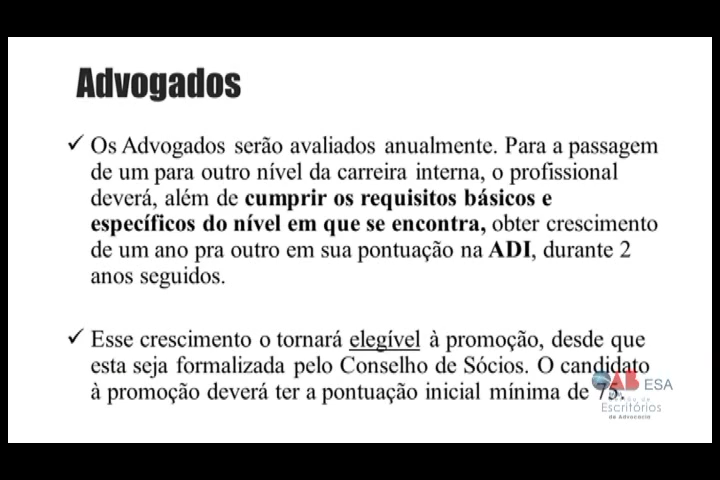 Advogados
✓ Os Advogados serão avaliados anualmente. Para a passagem
de um para outro nível da carreira interna, o profissional
deverá, além de cumprir os requisitos básicos e
específicos do nível em que se encontra, obter crescimento
de um ano pra outro em sua pontuação na ADI, durante 2
anos seguidos.
✓ Esse crescimento o tornará elegível à promoção, desde que
esta seja formalizada pelo Conselho de Sócios. O candidato
à promoção deverá ter a pontuação inicial mínima de 75.
OAB ESA
Escritórios
de Advocacia